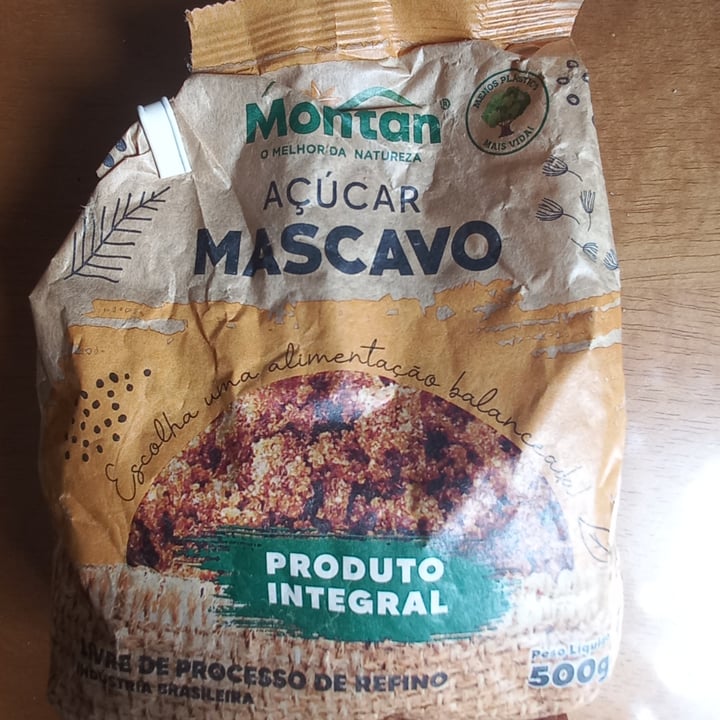 Montan®
O MELHOR DA NATUREZA
MENOS PLÁSTICO
MAIS VIDA!
AÇÚCAR
MASCAVO
Escolha uma alimentação balanceada!
PRODUTO
INTEGRAL
LIVRE DE PROCESSO DE REFINO
INDÚSTRIA BRASILEIRA
Peso Líquido
500g